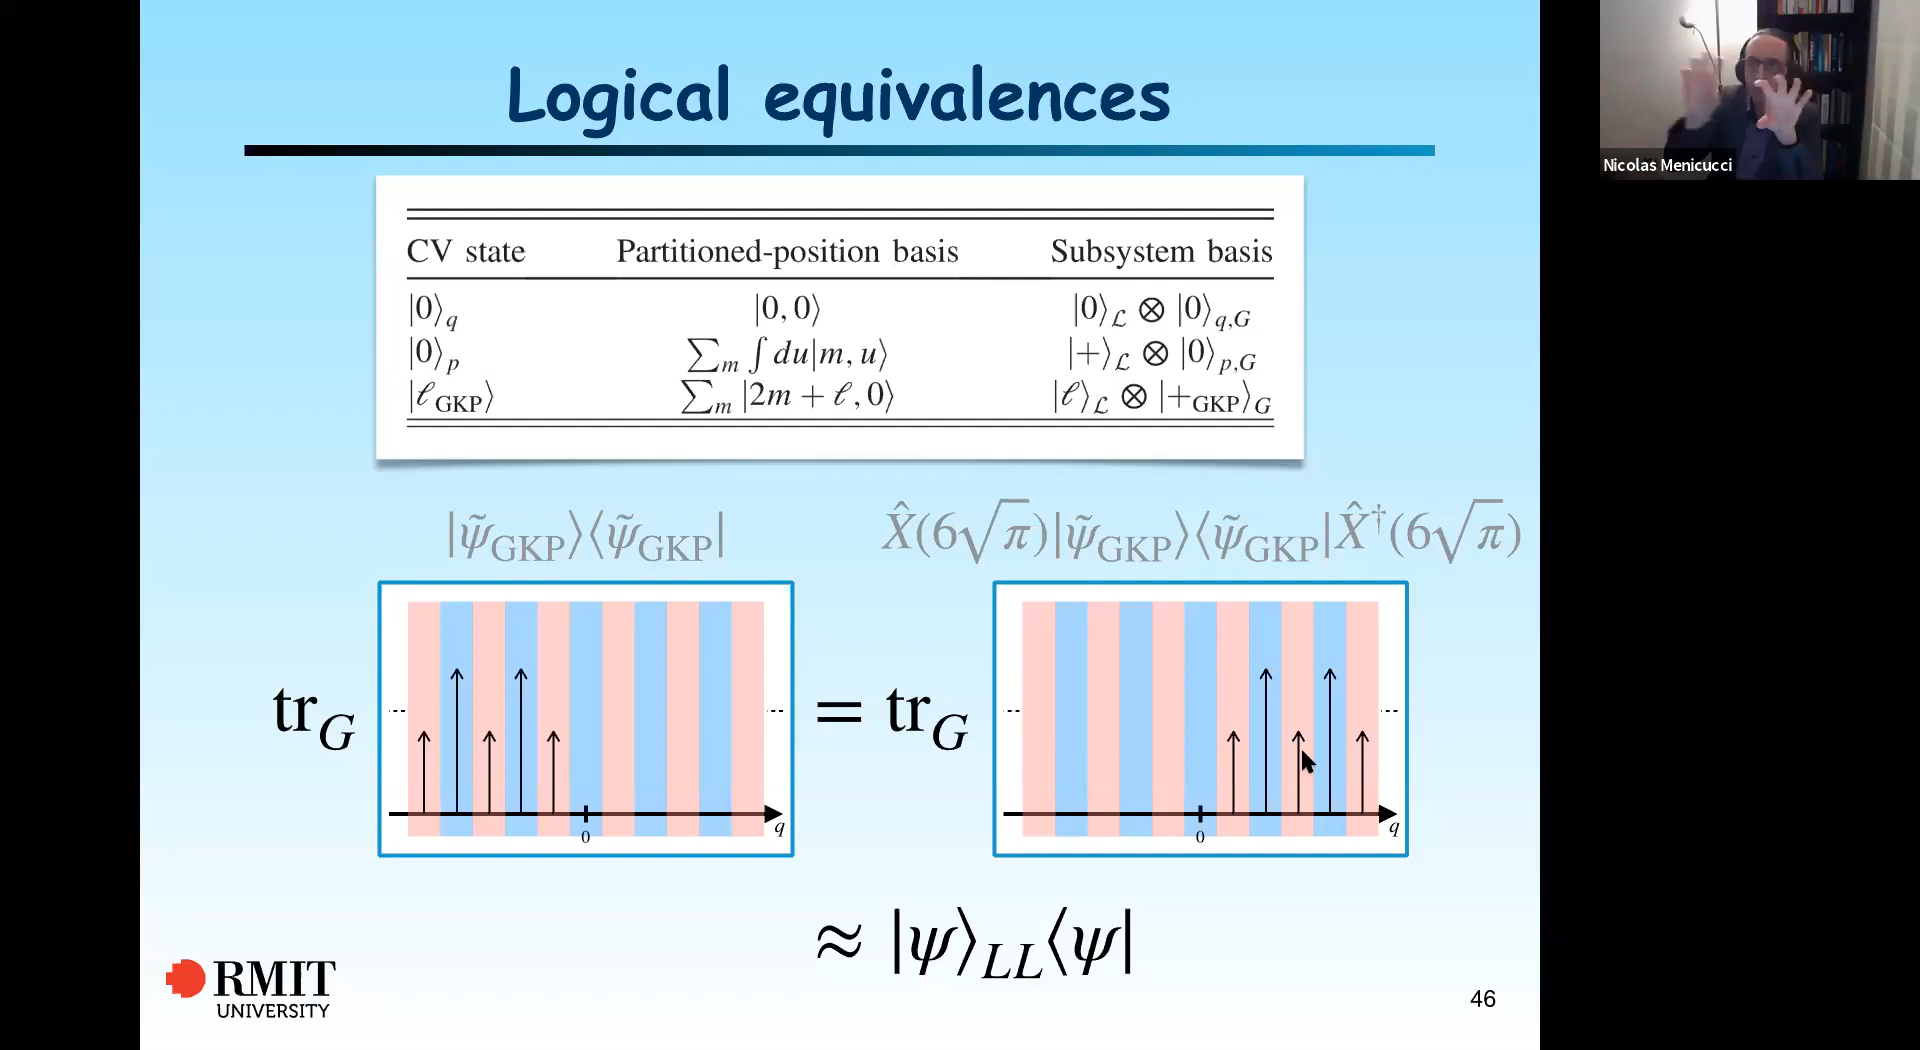 Logical equivalences
Nicolas Menicucci
CV state Partitioned-position basis Subsystem basis
|0⟩_q |0, 0⟩ |0⟩_ℒ ⊗ |0⟩_{q,G}
|0⟩_p ∑_m ∫ du|m, u⟩ |+⟩_ℒ ⊗ |0⟩_{p,G}
|ℓ_GKP⟩ ∑_m |2m + ℓ, 0⟩ |ℓ⟩_ℒ ⊗ |+_GKP⟩_G
|ψ̃_GKP⟩⟨ψ̃_GKP| X̂(6√π)|ψ̃_GKP⟩⟨ψ̃_GKP|X̂†(6√π)
tr_G = tr_G
0 q
0 q
≈ |ψ⟩_{LL}⟨ψ|
RMIT
UNIVERSITY
46